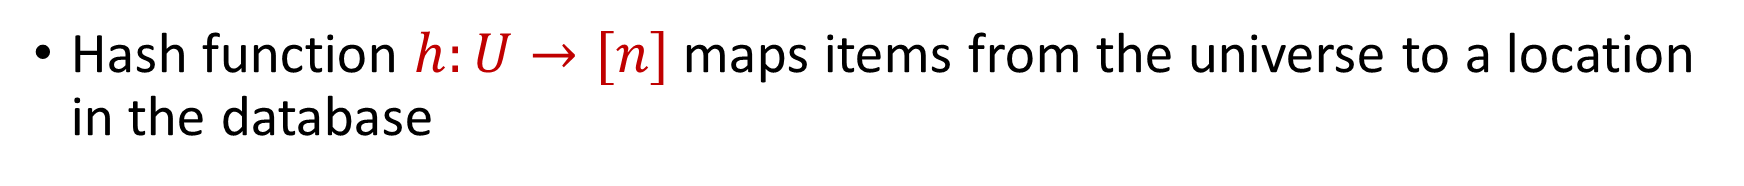 • Hash function h: U → [n] maps items from the universe to a location
in the database